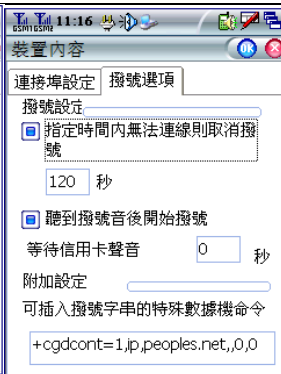 GSM1 GSM2 11:16
裝置內容
連接埠設定 撥號選項
撥號設定
指定時間內無法連線則取消撥
號
120 秒
聽到撥號音後開始撥號
等待信用卡聲音 0 秒
附加設定
可插入撥號字串的特殊數據機命令
+cgdcont=1,ip,peoples.net,,0,0